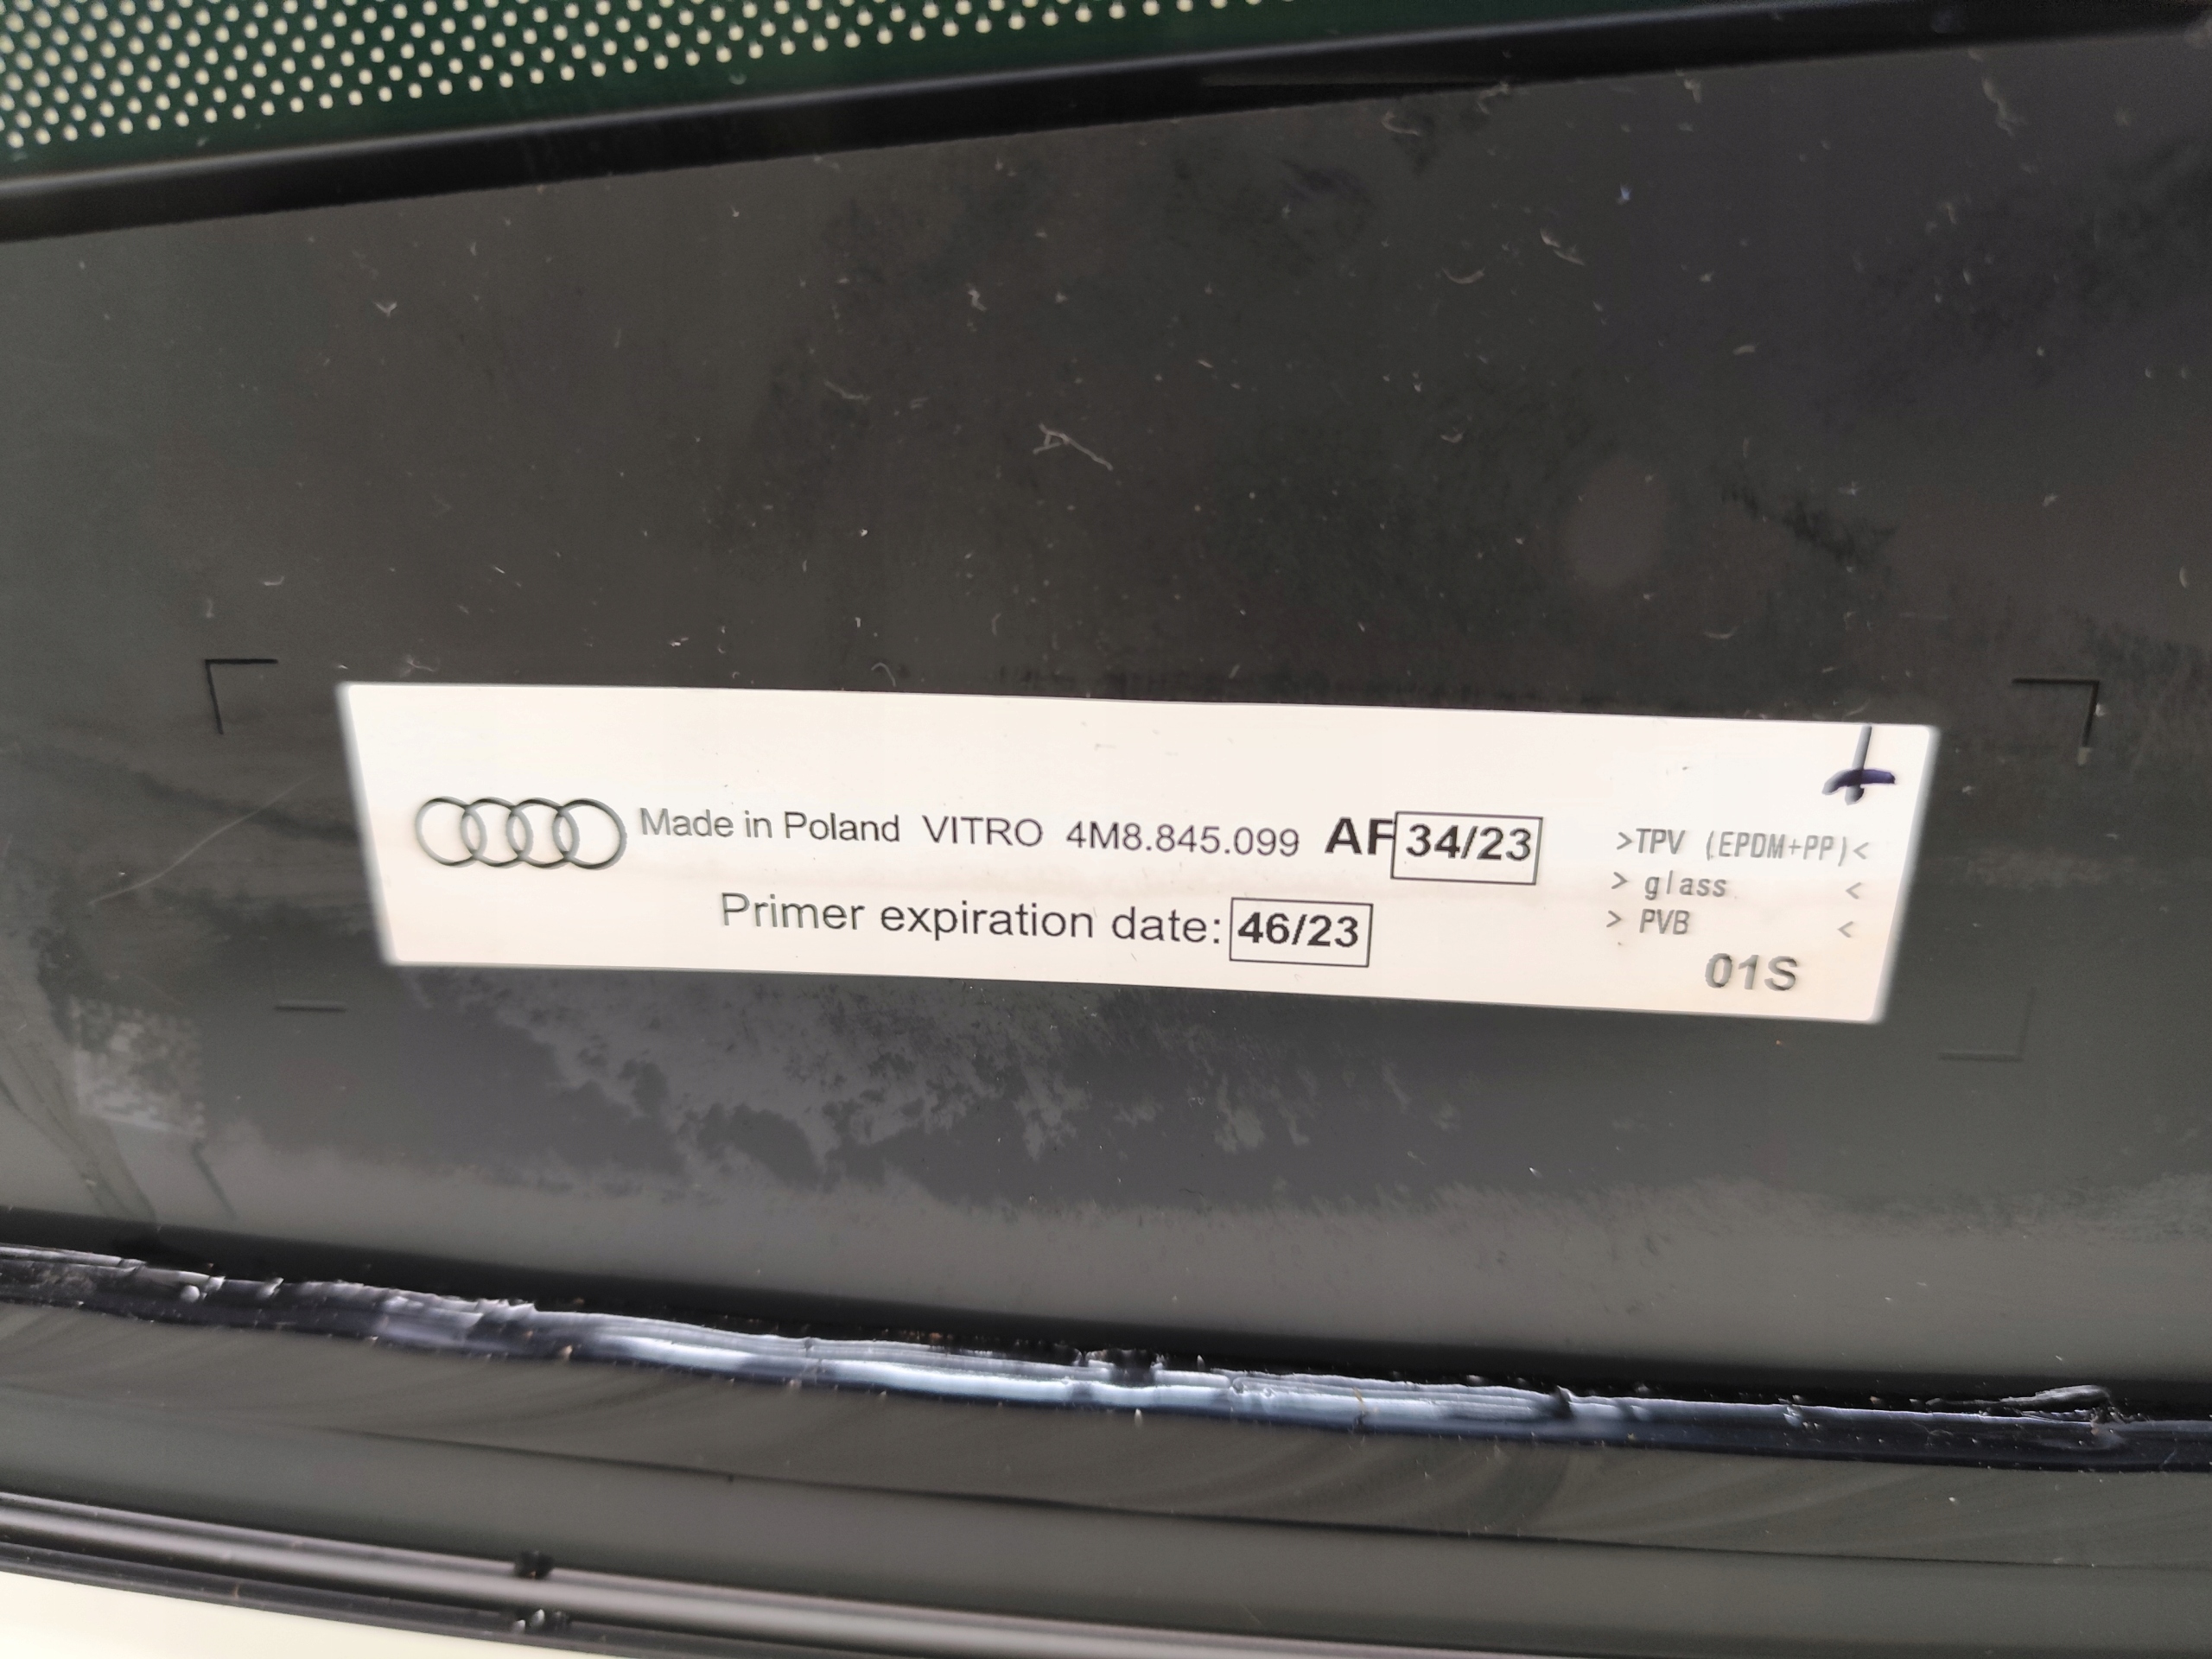 Made in Poland VITRO 4M8.845.099 AF 34/23
Primer expiration date: 46/23
>TPV (EPDM+PP)<
> glass <
> PVB <
01S